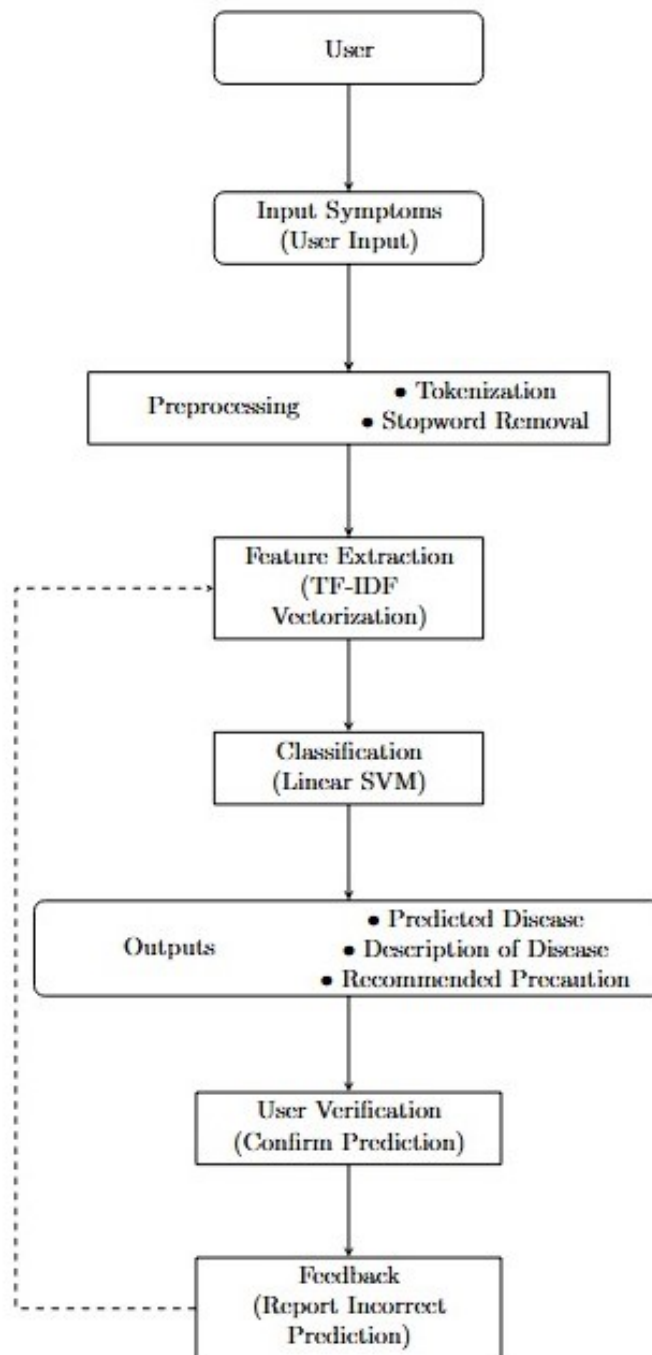 User
Input Symptoms
(User Input)
Preprocessing
• Tokenization
• Stopword Removal
Feature Extraction
(TF-IDF
Vectorization)
Classification
(Linear SVM)
Outputs
• Predicted Disease
• Description of Disease
• Recommended Precaution
User Verification
(Confirm Prediction)
Feedback
(Report Incorrect
Prediction)